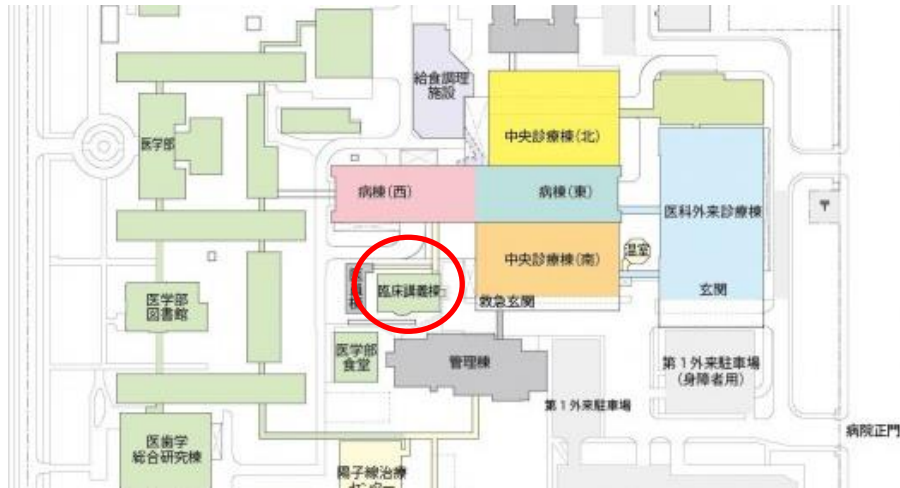 給食調理
施設
中央診療棟(北)
医学部
病棟(西)
病棟(東)
医科外来診療棟
〒
中央診療棟(南)
温室
臨床講義棟
医学部
図書館
救急玄関
玄関
医学部
食堂
管理棟
第1外来駐車場
(身障者用)
第1外来駐車場
病院正門
医歯学
総合研究棟
陽子線治療
センター